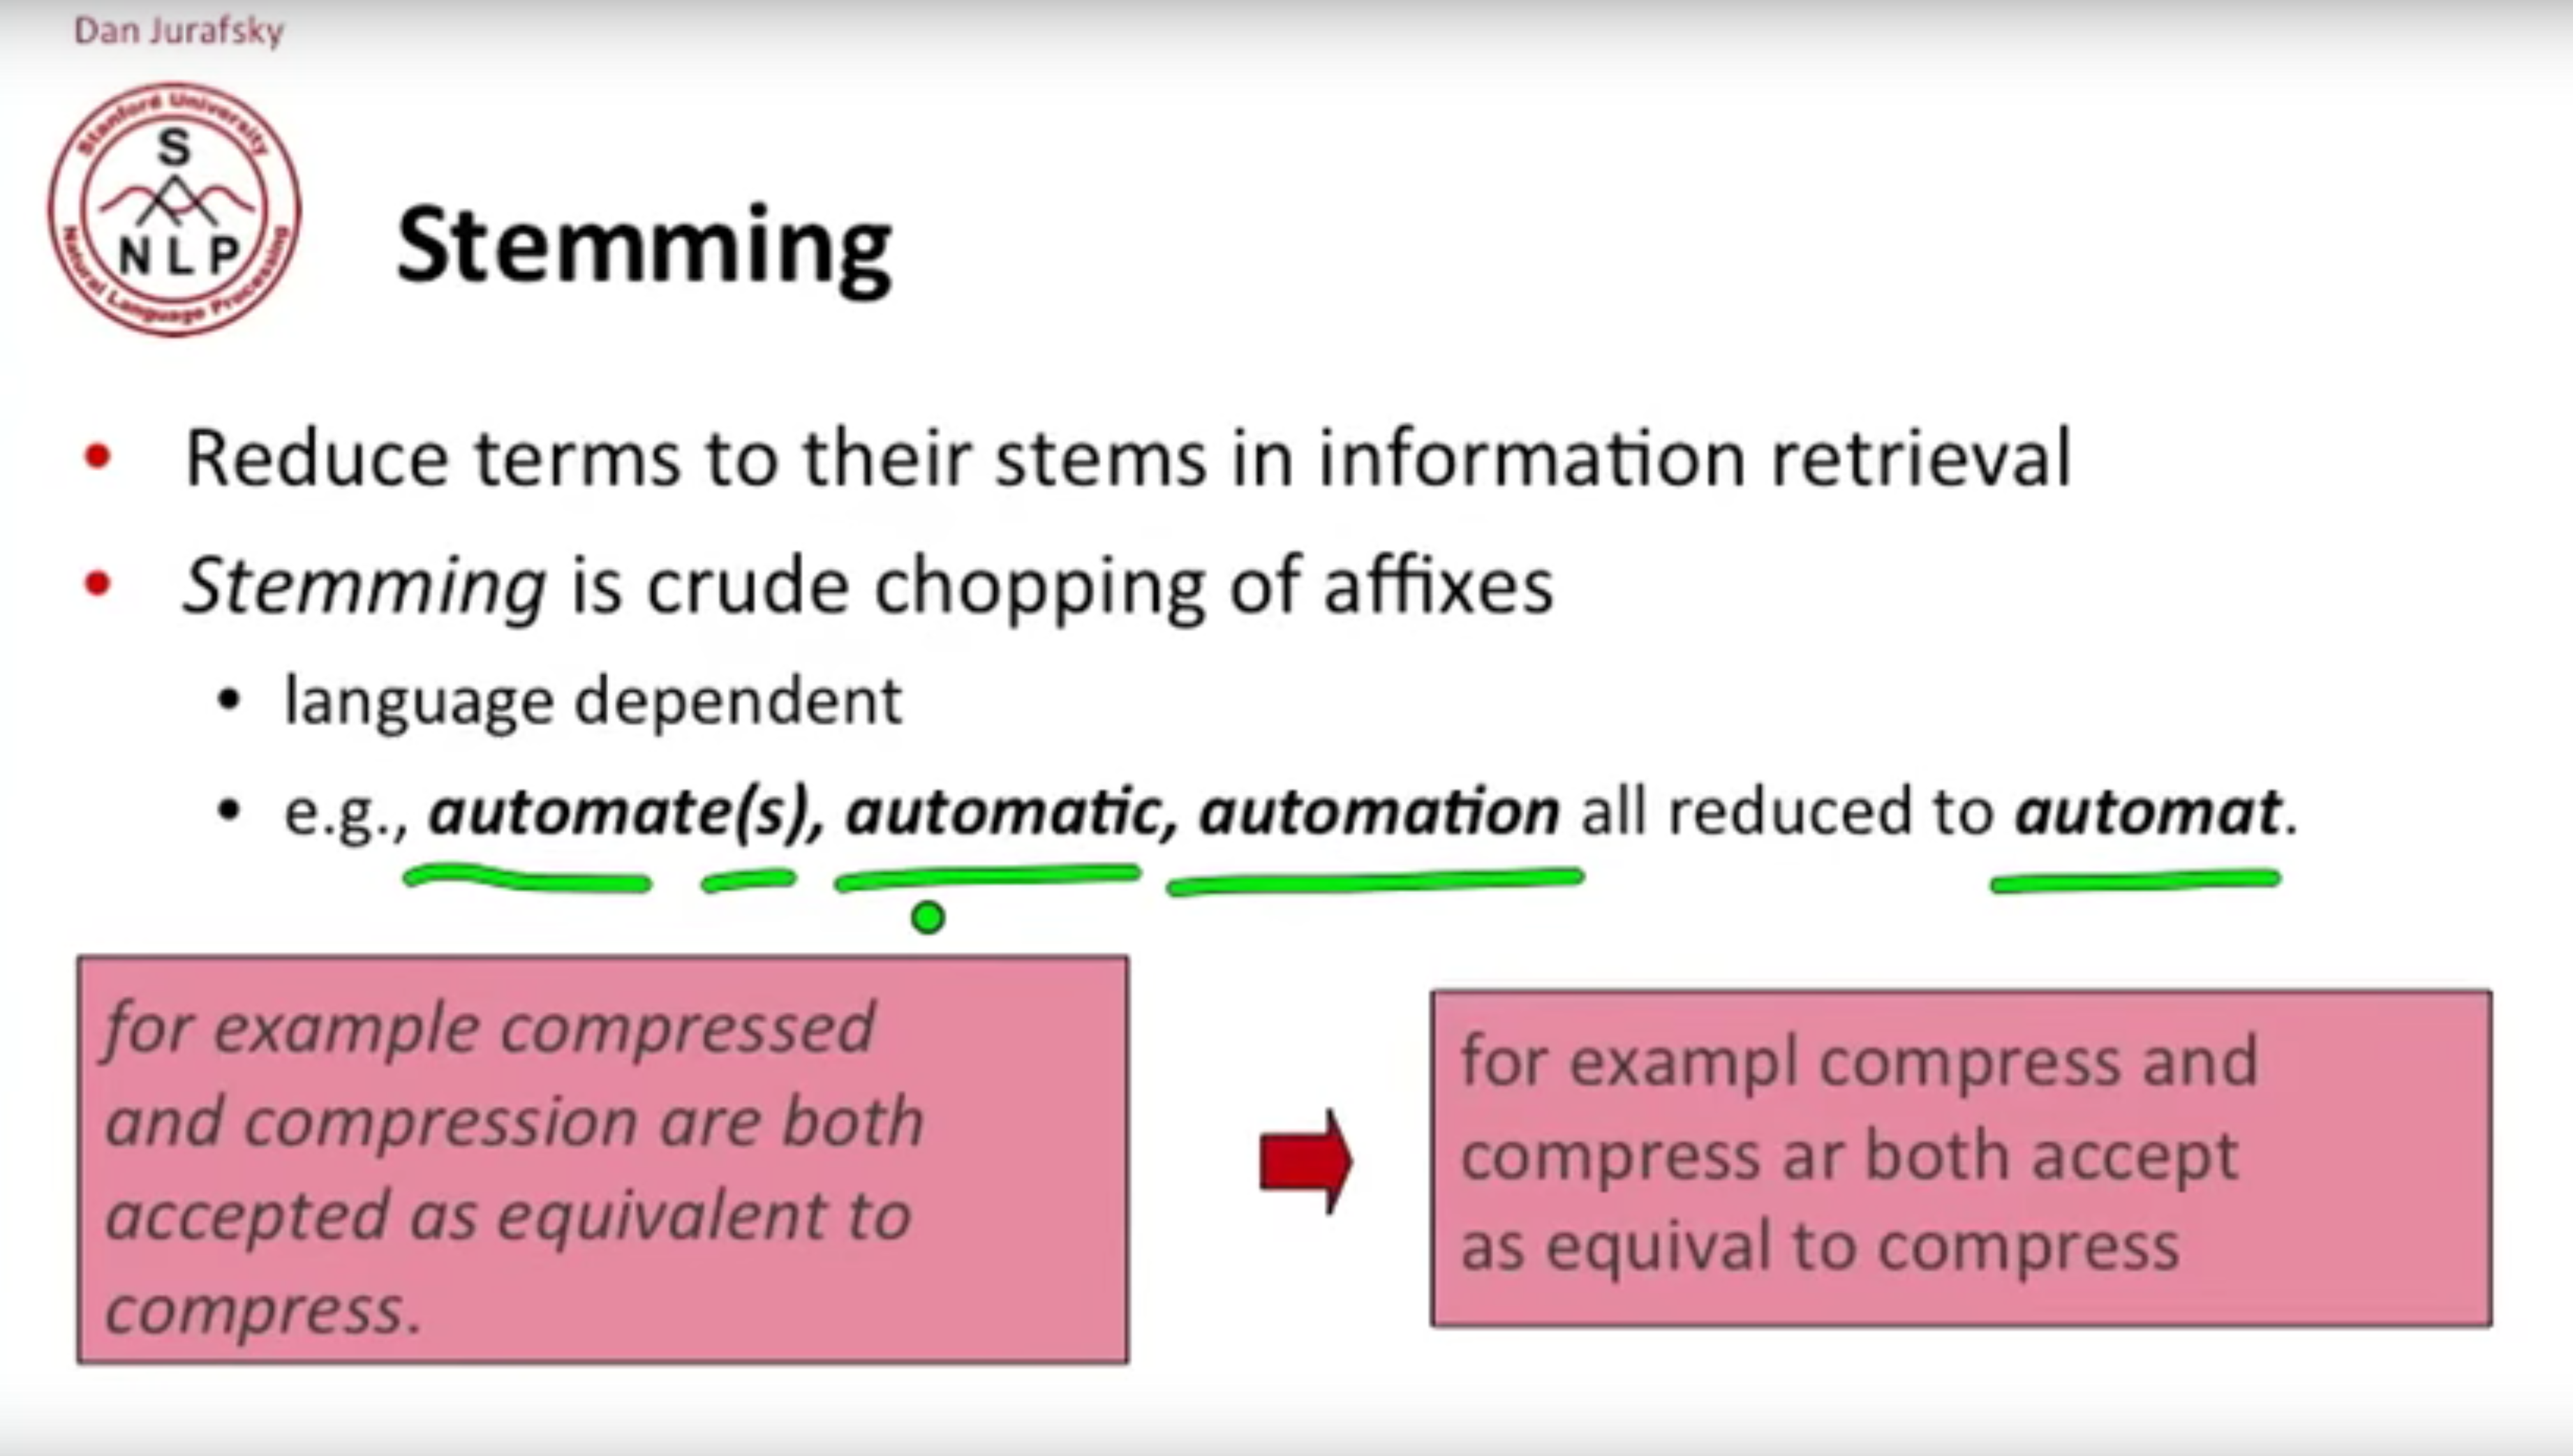 Dan Jurafsky
Stanford University
S
NLP
Natural Language Processing
Stemming
• Reduce terms to their stems in information retrieval
• Stemming is crude chopping of affixes
• language dependent
• e.g., automate(s), automatic, automation all reduced to automat.
for example compressed
and compression are both
accepted as equivalent to
compress.
for exampl compress and
compress ar both accept
as equival to compress